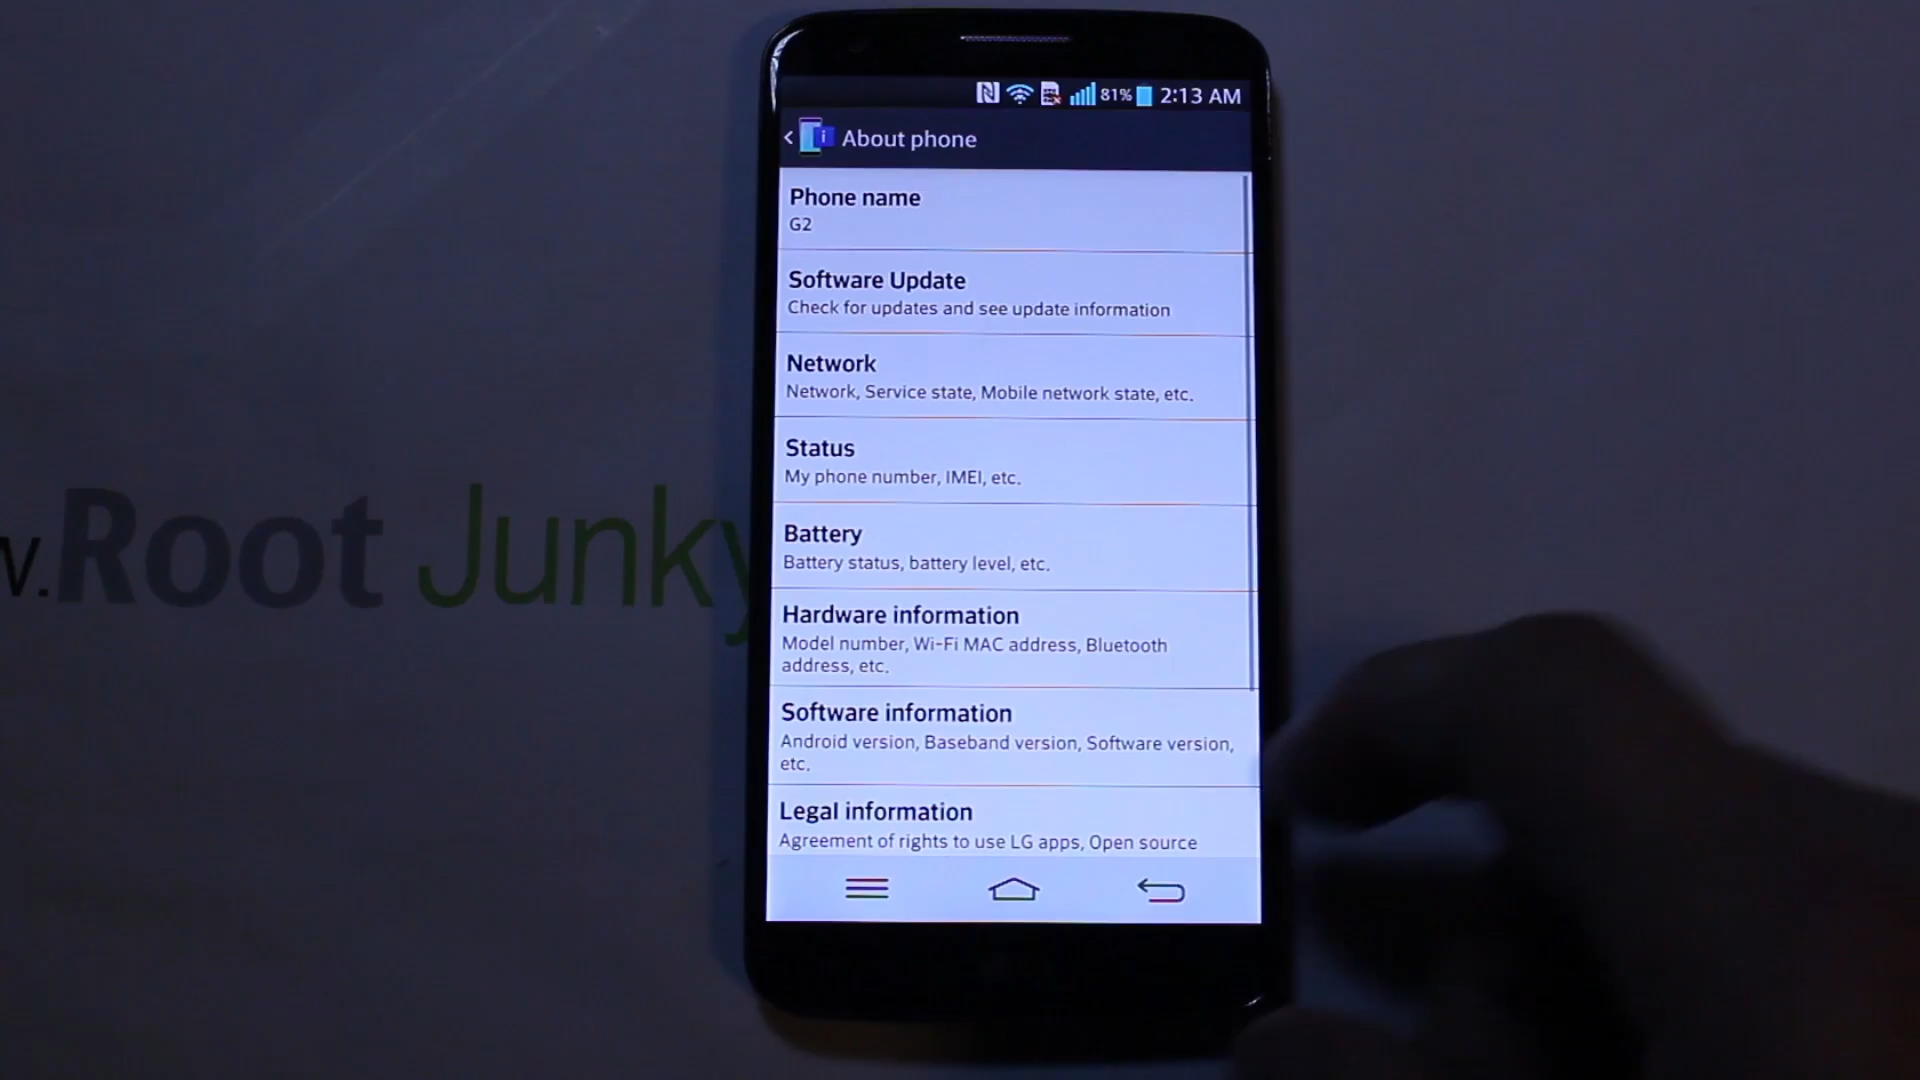 81% 2:13 AM
About phone
Phone name
G2
Software Update
Check for updates and see update information
Network
Network, Service state, Mobile network state, etc.
Status
My phone number, IMEI, etc.
Battery
Battery status, battery level, etc.
Hardware information
Model number, Wi-Fi MAC address, Bluetooth
address, etc.
Software information
Android version, Baseband version, Software version,
etc.
Legal information
Agreement of rights to use LG apps, Open source
w.Root Junky